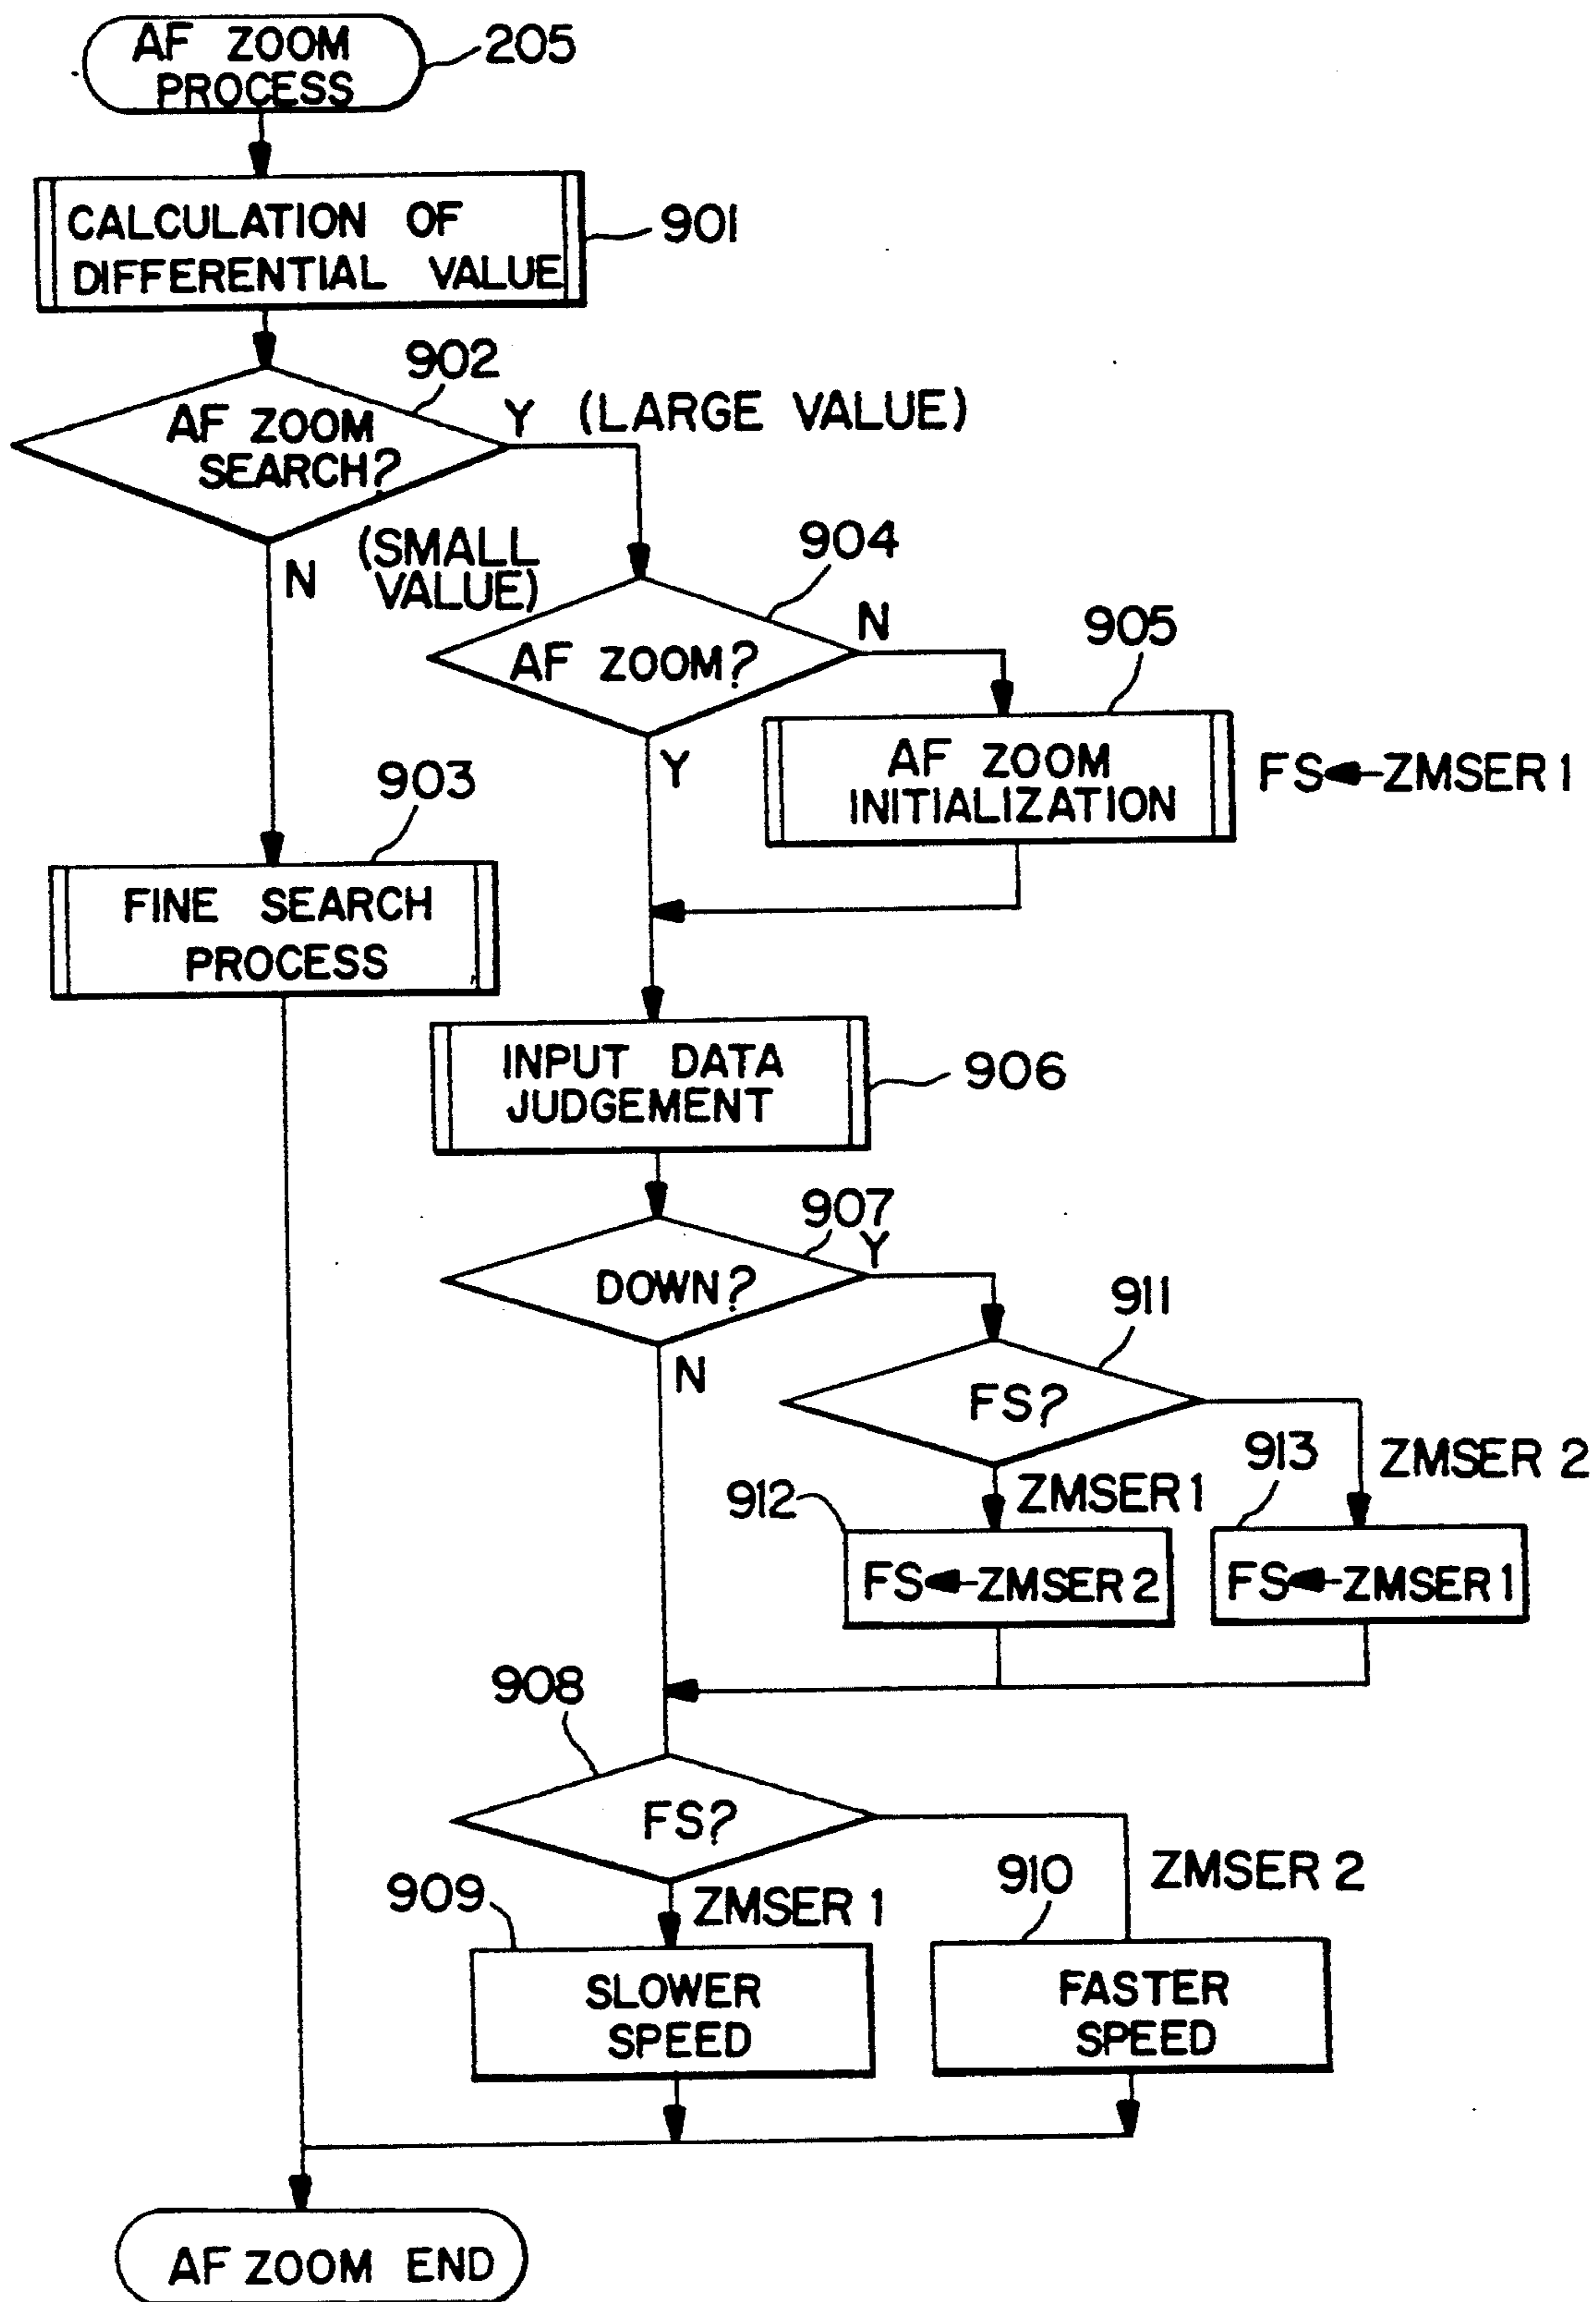 AF ZOOM
PROCESS
205
CALCULATION OF
DIFFERENTIAL VALUE
901
902
AF ZOOM
SEARCH?
Y (LARGE VALUE)
N
(SMALL
VALUE)
904
AF ZOOM?
N
905
Y
AF ZOOM
INITIALIZATION
FS←ZMSER 1
903
FINE SEARCH
PROCESS
INPUT DATA
JUDGEMENT
906
907
Y
DOWN?
N
911
FS?
912
ZMSER 1
913
ZMSER 2
FS←ZMSER 2
FS←ZMSER 1
908
FS?
909
ZMSER 1
910
ZMSER 2
SLOWER
SPEED
FASTER
SPEED
AF ZOOM END